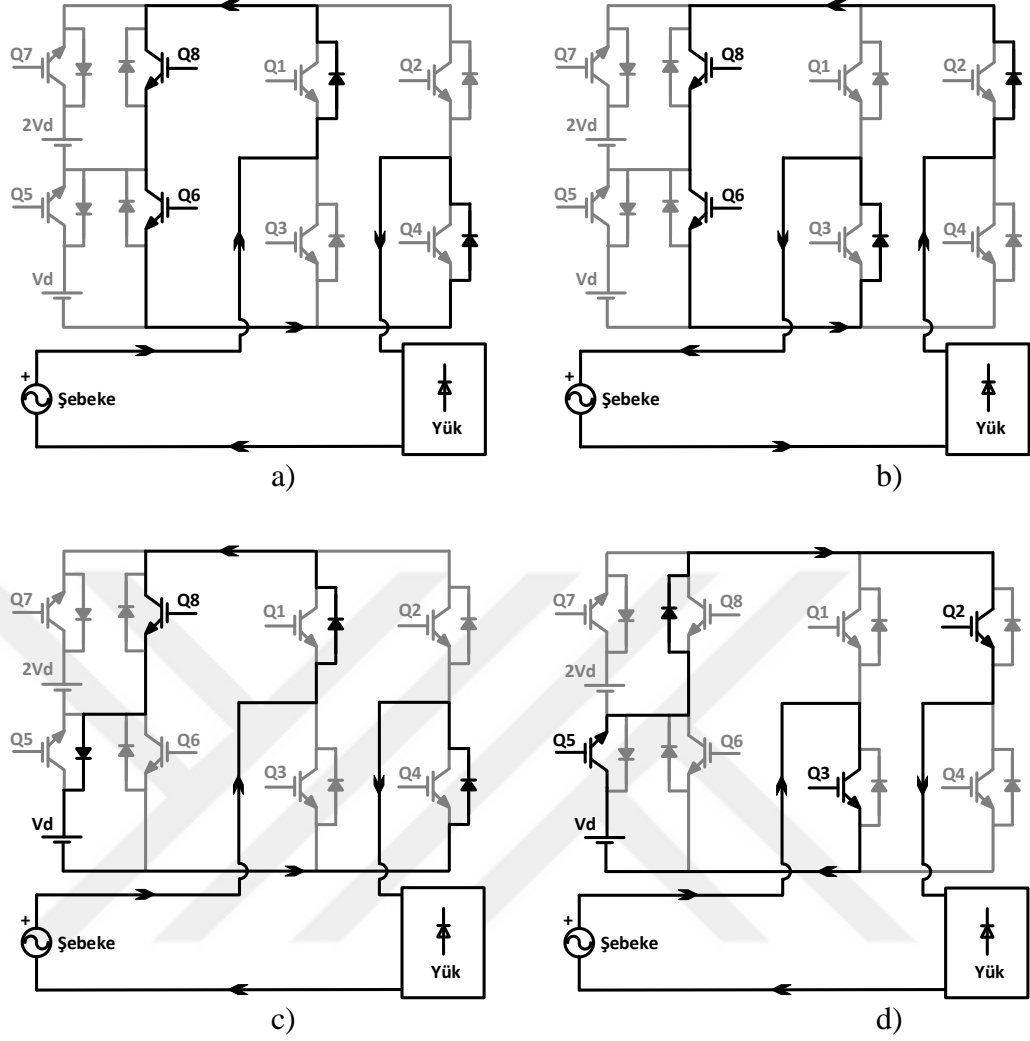 Q7
Q8
Q1
Q2
2Vd
Q5
Q6
Q3
Q4
Vd
+
Şebeke
Yük
a)
Q7
Q8
Q1
Q2
2Vd
Q5
Q6
Q3
Q4
Vd
+
Şebeke
Yük
b)
Q7
Q8
Q1
Q2
2Vd
Q5
Q6
Q3
Q4
Vd
+
Şebeke
Yük
c)
Q7
Q8
Q1
Q2
2Vd
Q5
Q6
Q3
Q4
Vd
+
Şebeke
Yük
d)